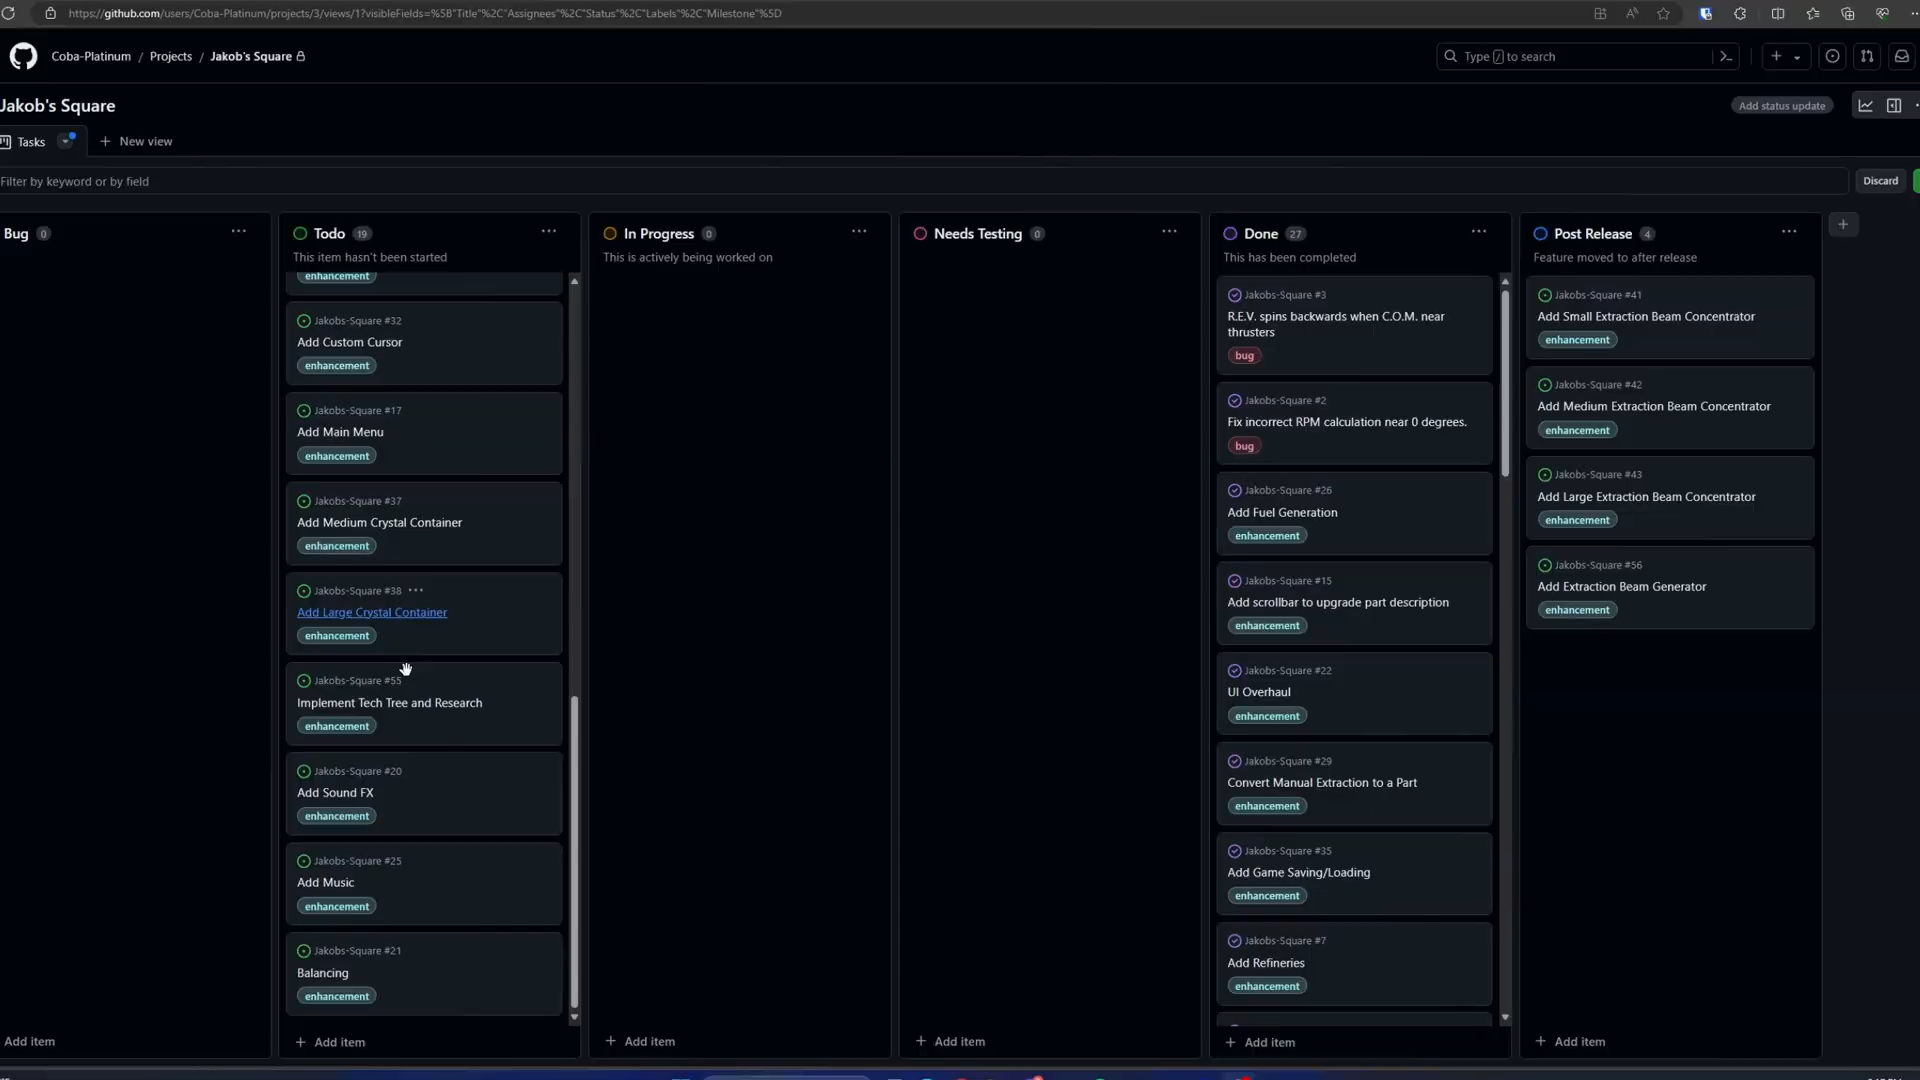 https://github.com/users/Coba-Platinum/projects/3/views/1?visibleFields=%5B"Title"%2C"Assignees"%2C"Status"%2C"Labels"%2C"Milestone"%5D
Coba-Platinum / Projects / Jakob's Square
Type / to search
Jakob's Square
Add status update
Tasks
New view
Filter by keyword or by field
Discard
Bug 0
Add item
Todo 19
This item hasn't been started
enhancement
Jakobs-Square #32
Add Custom Cursor
enhancement
Jakobs-Square #17
Add Main Menu
enhancement
Jakobs-Square #37
Add Medium Crystal Container
enhancement
Jakobs-Square #38
Add Large Crystal Container
enhancement
Jakobs-Square #55
Implement Tech Tree and Research
enhancement
Jakobs-Square #20
Add Sound FX
enhancement
Jakobs-Square #25
Add Music
enhancement
Jakobs-Square #21
Balancing
enhancement
Add item
In Progress 0
This is actively being worked on
Add item
Needs Testing 0
Add item
Done 27
This has been completed
Jakobs-Square #3
R.E.V. spins backwards when C.O.M. near
thrusters
bug
Jakobs-Square #2
Fix incorrect RPM calculation near 0 degrees.
bug
Jakobs-Square #26
Add Fuel Generation
enhancement
Jakobs-Square #15
Add scrollbar to upgrade part description
enhancement
Jakobs-Square #22
UI Overhaul
enhancement
Jakobs-Square #29
Convert Manual Extraction to a Part
enhancement
Jakobs-Square #35
Add Game Saving/Loading
enhancement
Jakobs-Square #7
Add Refineries
enhancement
Add item
Post Release 4
Feature moved to after release
Jakobs-Square #41
Add Small Extraction Beam Concentrator
enhancement
Jakobs-Square #42
Add Medium Extraction Beam Concentrator
enhancement
Jakobs-Square #43
Add Large Extraction Beam Concentrator
enhancement
Jakobs-Square #56
Add Extraction Beam Generator
enhancement
Add item